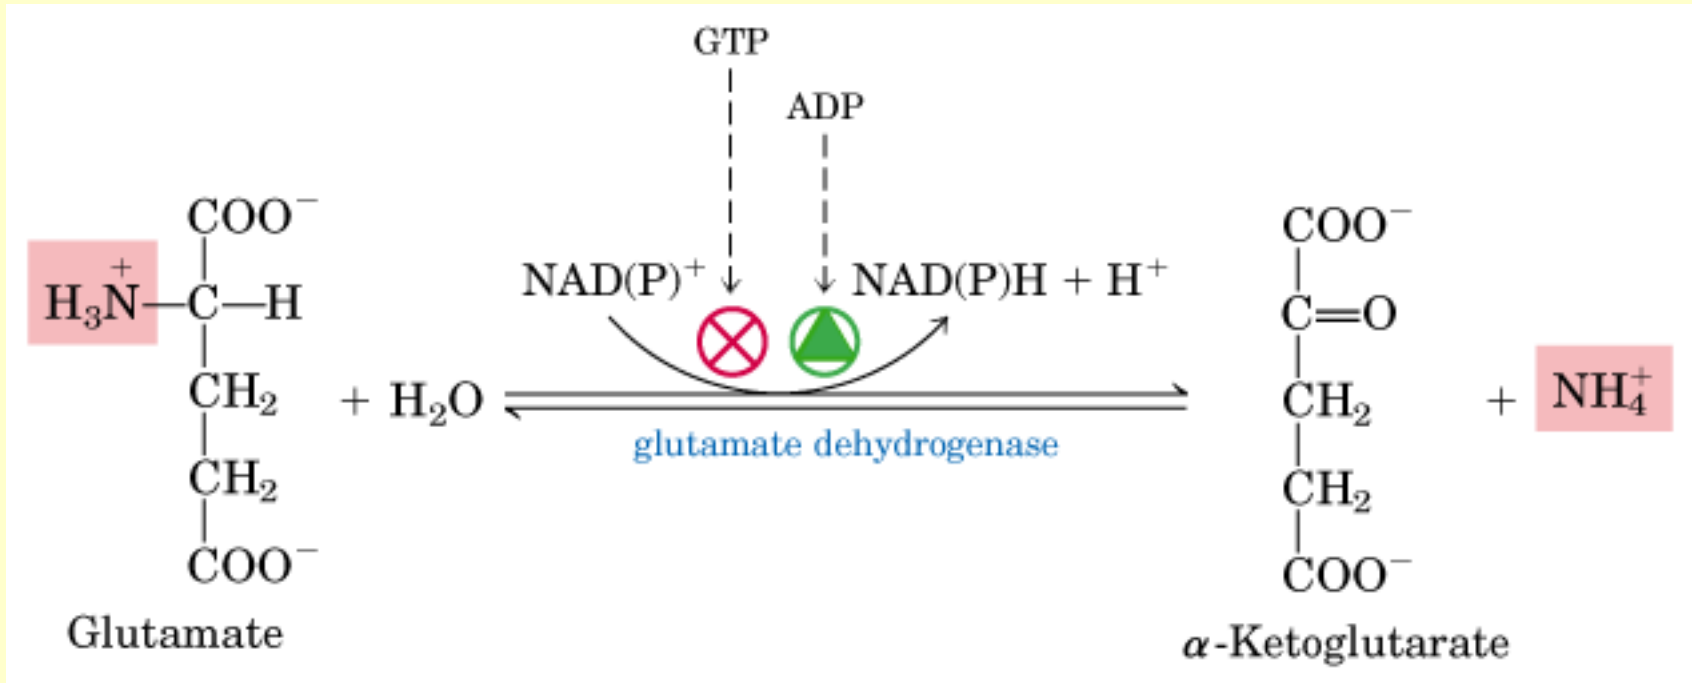 GTP
ADP
COO⁻
H₃N⁺—C—H
CH₂
CH₂
COO⁻
Glutamate
+ H₂O
NAD(P)⁺
NAD(P)H + H⁺
glutamate dehydrogenase
COO⁻
C=O
CH₂
CH₂
COO⁻
α-Ketoglutarate
+ NH₄⁺